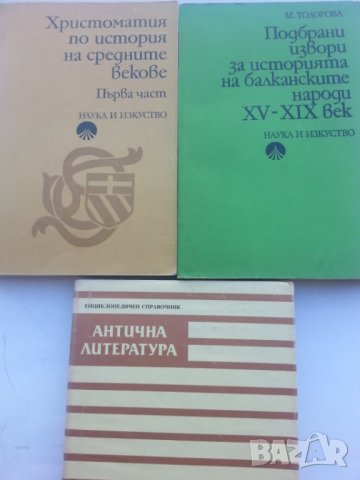 Христоматия
по история
на средните
векове
Първа част
НАУКА И ИЗКУСТВО
М. ТОДОРОВА
Подбрани
извори
за историята
на балканските
народи
XV-XIX век
НАУКА И ИЗКУСТВО
ЕНЦИКЛОПЕДИЧЕН СПРАВОЧНИК
АНТИЧНА
ЛИТЕРАТУРА
bazar